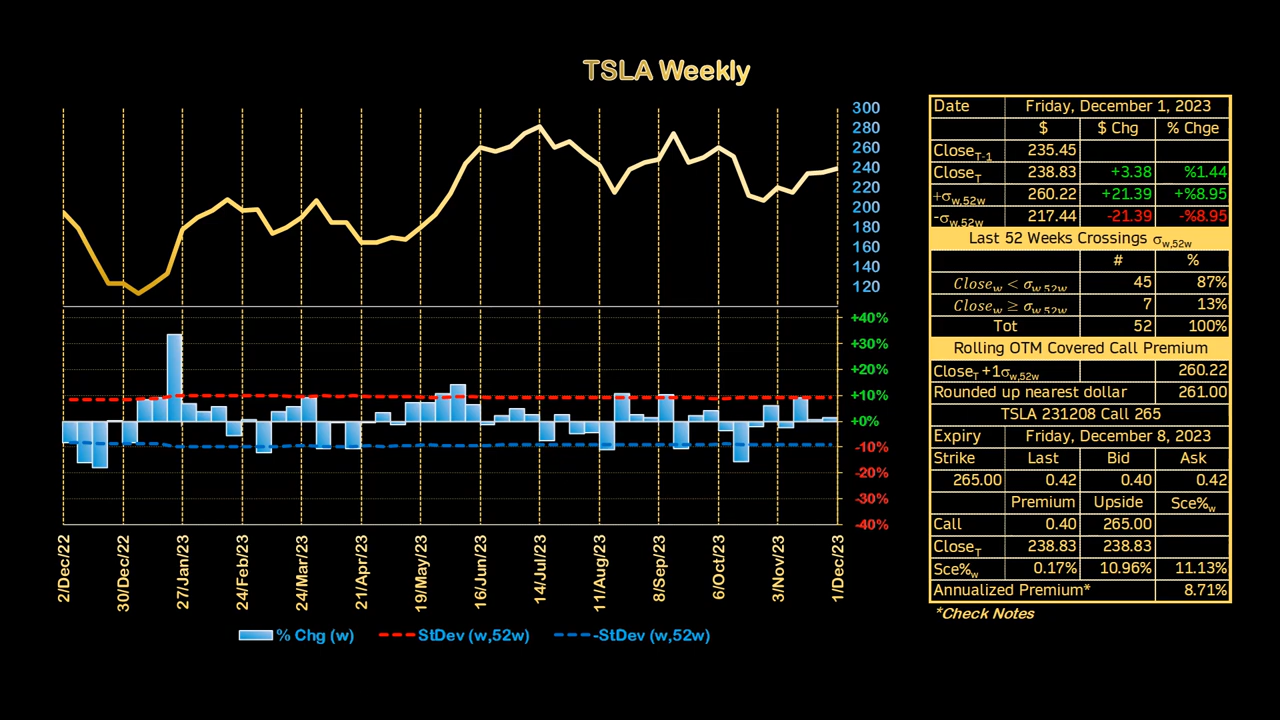 TSLA Weekly
300
280
260
240
220
200
180
160
140
120
+40%
+30%
+20%
+10%
+0%
-10%
-20%
-30%
-40%
2/Dec/22
30/Dec/22
27/Jan/23
24/Feb/23
24/Mar/23
21/Apr/23
19/May/23
16/Jun/23
14/Jul/23
11/Aug/23
8/Sep/23
6/Oct/23
3/Nov/23
1/Dec/23
% Chg (w) StDev (w,52w) -StDev (w,52w)
Date Friday, December 1, 2023
$ $ Chg % Chge
CloseT-1 235.45
CloseT 238.83 +3.38 %1.44
+σw,52w 260.22 +21.39 +%8.95
-σw,52w 217.44 -21.39 -%8.95
Last 52 Weeks Crossings σw,52w
# %
Closew < σw,52w 45 87%
Closew ≥ σw,52w 7 13%
Tot 52 100%
Rolling OTM Covered Call Premium
CloseT +1σw,52w 260.22
Rounded up nearest dollar 261.00
TSLA 231208 Call 265
Expiry Friday, December 8, 2023
Strike Last Bid Ask
265.00 0.42 0.40 0.42
Premium Upside Sce%w
Call 0.40 265.00
CloseT 238.83 238.83
Sce%w 0.17% 10.96% 11.13%
Annualized Premium* 8.71%
*Check Notes